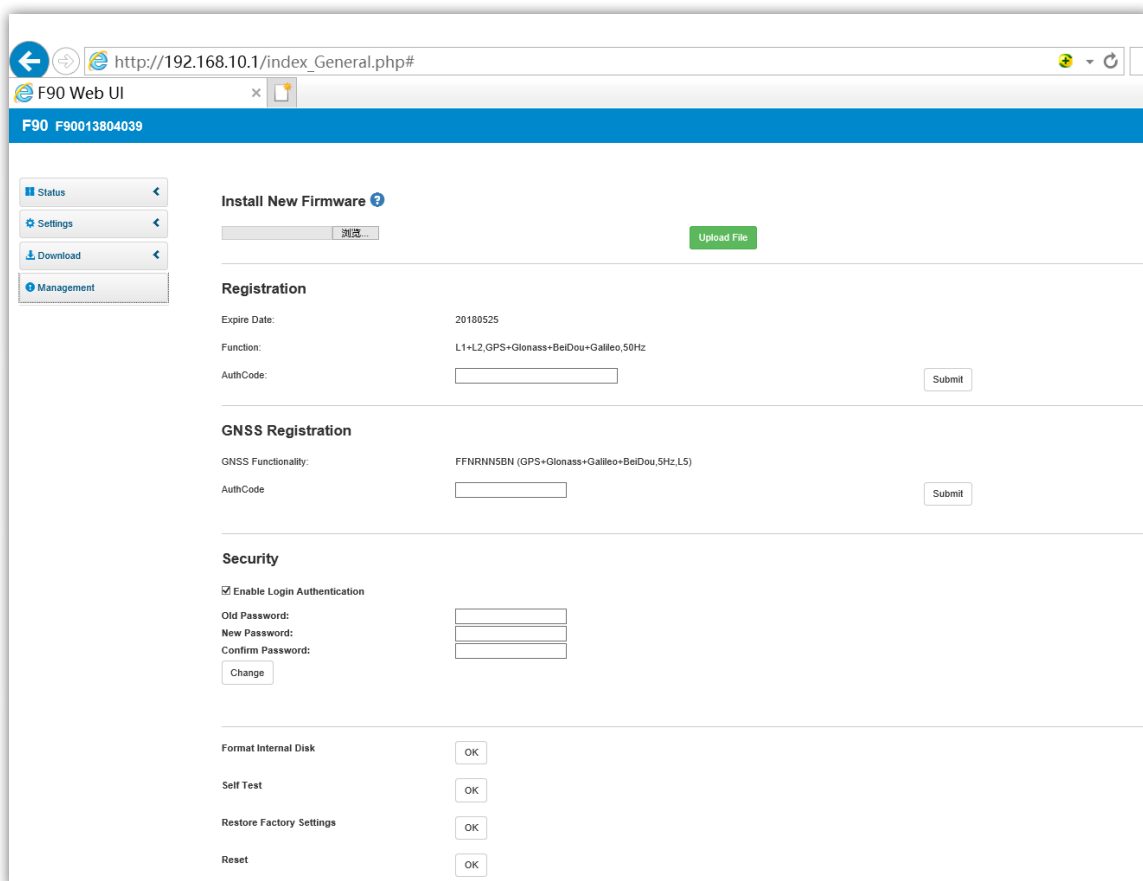 http://192.168.10.1/index_General.php#
F90 Web UI
F90 F90013804039
Status
Settings
Download
Management
Install New Firmware
浏览...
Upload File
Registration
Expire Date: 20180525
Function: L1+L2,GPS+Glonass+BeiDou+Galileo,50Hz
AuthCode: Submit
GNSS Registration
GNSS Functionality: FFNRNN5BN (GPS+Glonass+Galileo+BeiDou,5Hz,L5)
AuthCode Submit
Security
Enable Login Authentication
Old Password:
New Password:
Confirm Password:
Change
Format Internal Disk OK
Self Test OK
Restore Factory Settings OK
Reset OK